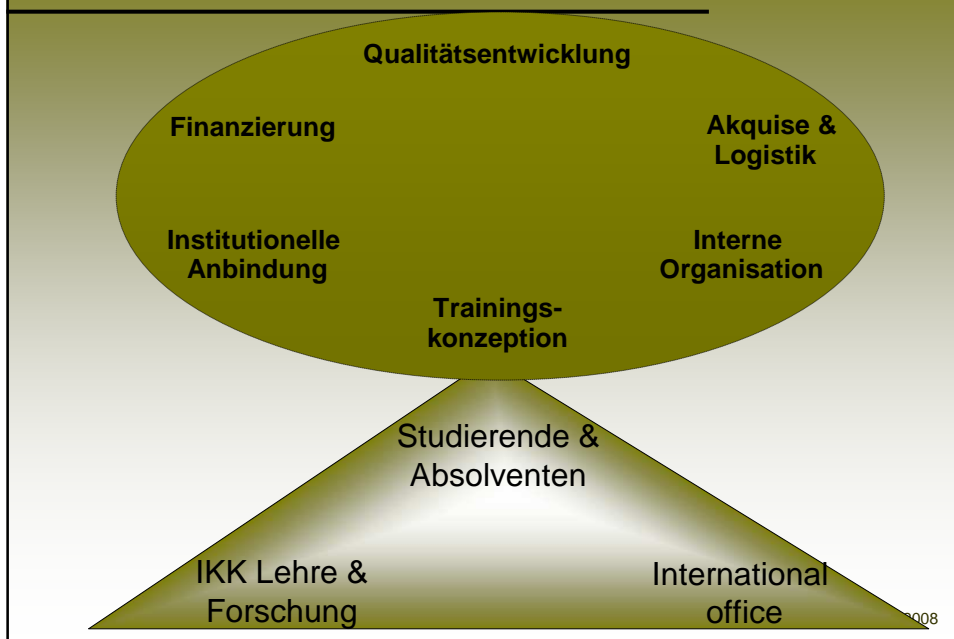 Qualitätsentwicklung
Finanzierung
Akquise &
Logistik
Institutionelle
Anbindung
Interne
Organisation
Trainings-
konzeption
Studierende &
Absolventen
IKK Lehre &
Forschung
International
office